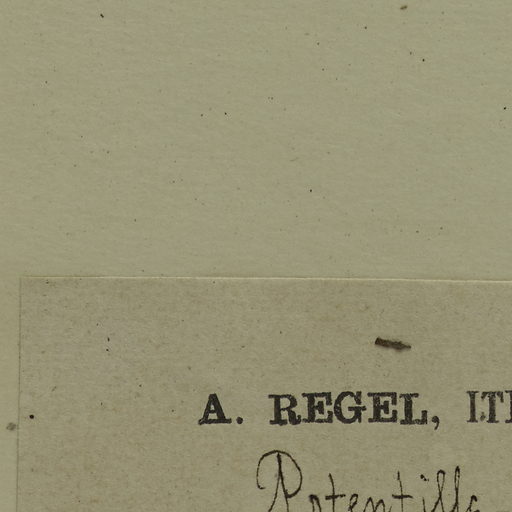 A. REGEL, IT
Potentilla